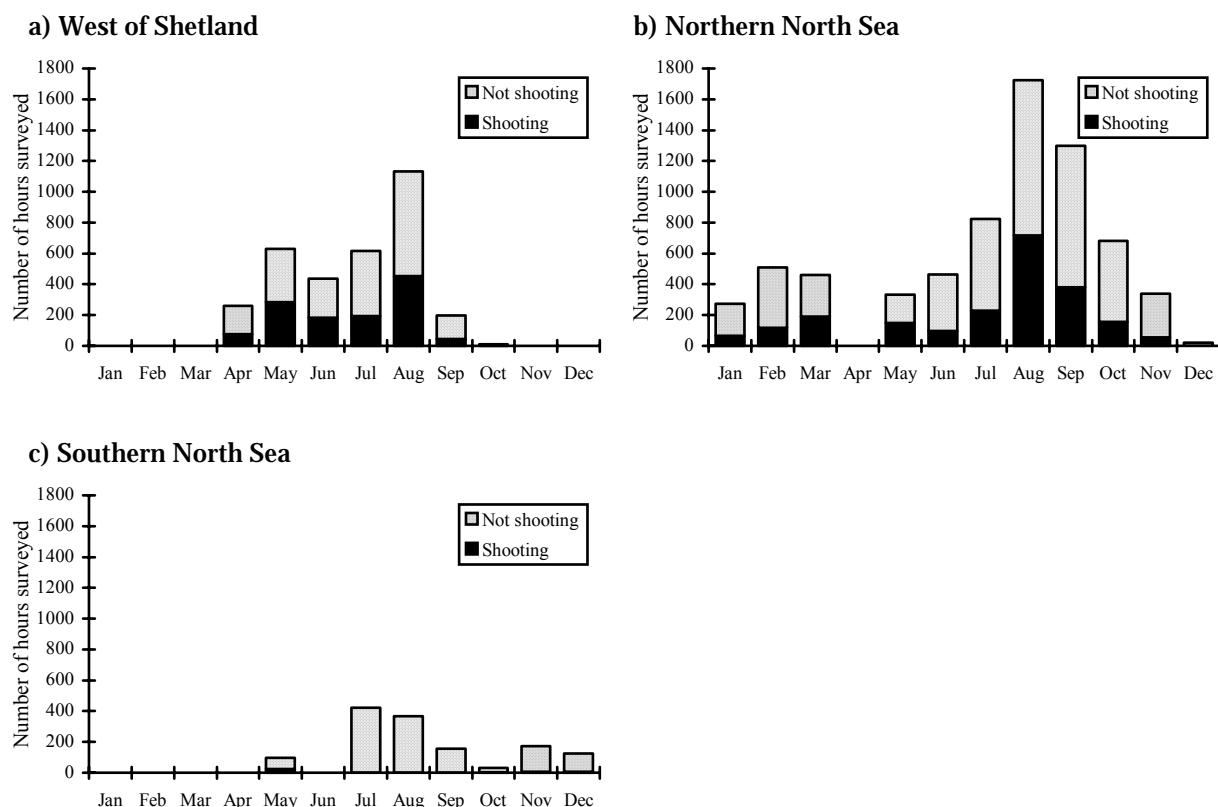 a) West of Shetland
Number of hours surveyed
1800
1600
1400
1200
1000
800
600
400
200
0
Not shooting
Shooting
Jan Feb Mar Apr May Jun Jul Aug Sep Oct Nov Dec
b) Northern North Sea
Number of hours surveyed
1800
1600
1400
1200
1000
800
600
400
200
0
Not shooting
Shooting
Jan Feb Mar Apr May Jun Jul Aug Sep Oct Nov Dec
c) Southern North Sea
Number of hours surveyed
1800
1600
1400
1200
1000
800
600
400
200
0
Not shooting
Shooting
Jan Feb Mar Apr May Jun Jul Aug Sep Oct Nov Dec